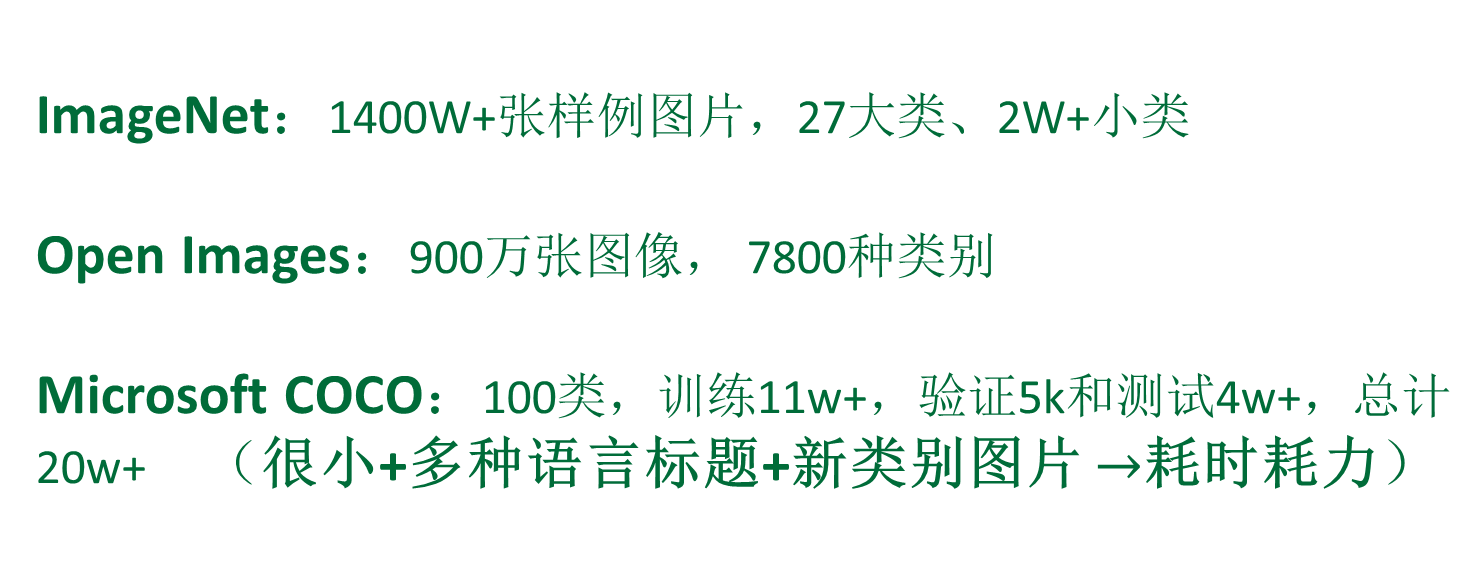 ImageNet：1400W+张样例图片，27大类、2W+小类
Open Images：900万张图像， 7800种类别
Microsoft COCO：100类，训练11w+，验证5k和测试4w+，总计
20w+ （很小+多种语言标题+新类别图片→耗时耗力）